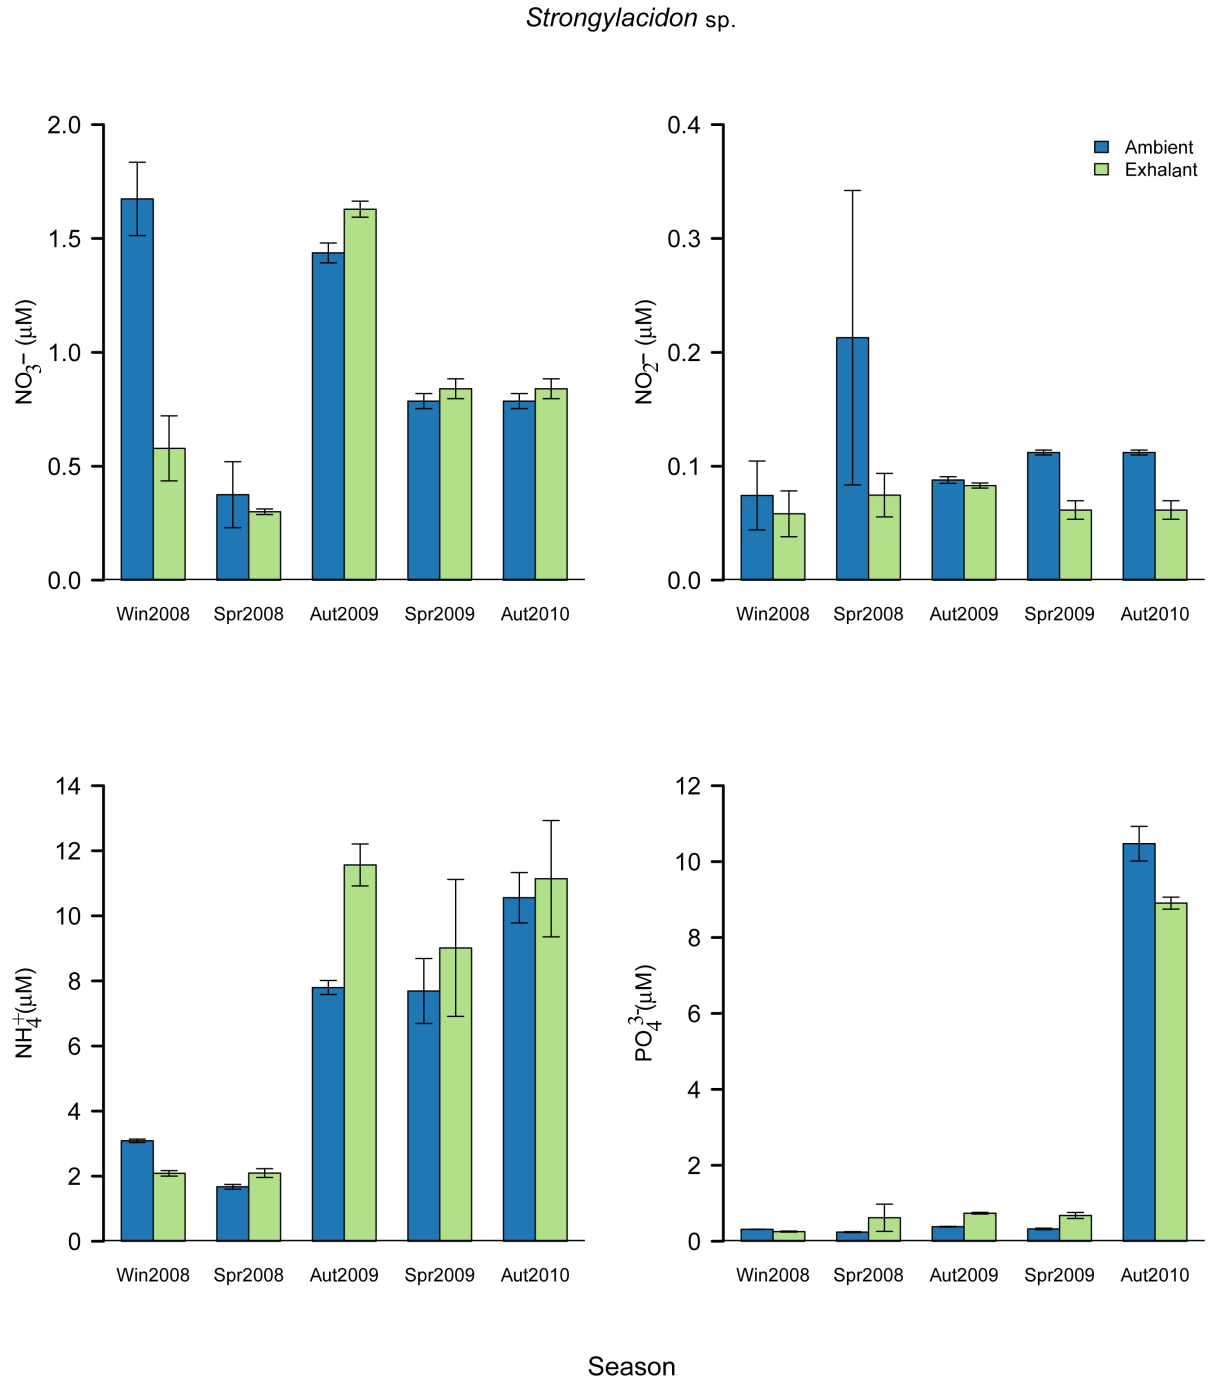 Strongylacidon sp.
2.0
1.5
1.0
0.5
0.0
NO3− (μM)
Win2008 Spr2008 Aut2009 Spr2009 Aut2010
0.4
0.3
0.2
0.1
0.0
NO2− (μM)
Ambient
Exhalant
Win2008 Spr2008 Aut2009 Spr2009 Aut2010
14
12
10
8
6
4
2
0
NH4+(μM)
Win2008 Spr2008 Aut2009 Spr2009 Aut2010
12
10
8
6
4
2
0
PO43-(μM)
Win2008 Spr2008 Aut2009 Spr2009 Aut2010
Season